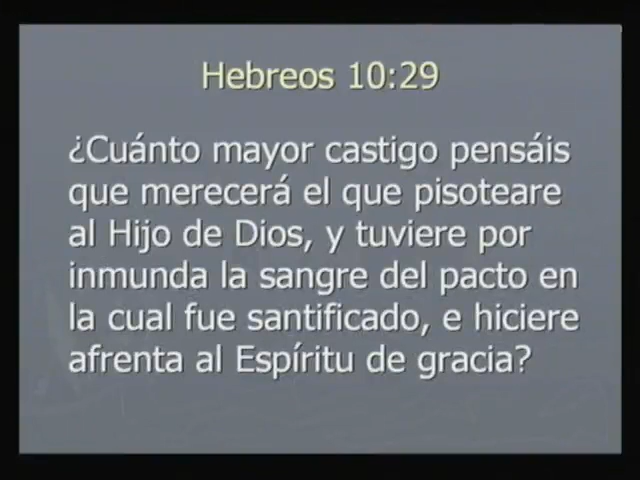 Hebreos 10:29
¿Cuánto mayor castigo pensáis
que merecerá el que pisoteare
al Hijo de Dios, y tuviere por
inmunda la sangre del pacto en
la cual fue santificado, e hiciere
afrenta al Espíritu de gracia?